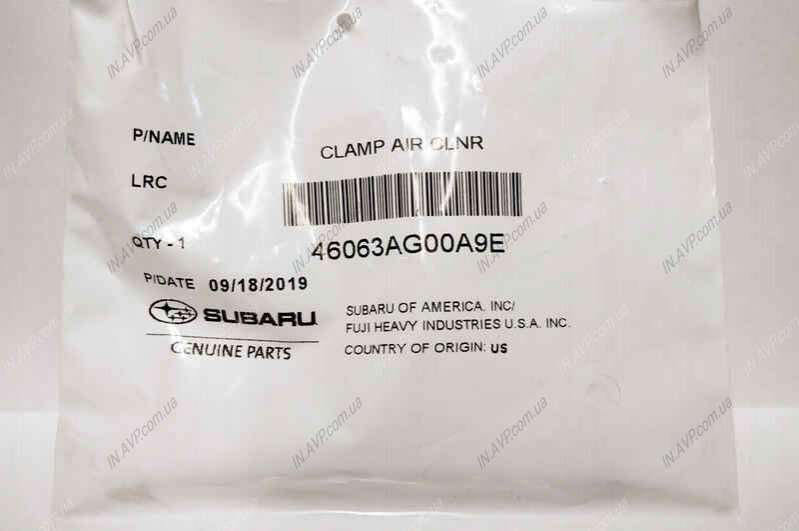 P/NAME CLAMP AIR CLNR
LRC
QTY - 1 46063AG00A9E
P/DATE 09/18/2019
SUBARU SUBARU OF AMERICA. INC/
FUJI HEAVY INDUSTRIES U.S.A. INC.
GENUINE PARTS COUNTRY OF ORIGIN: US
IN.AVP.com.ua